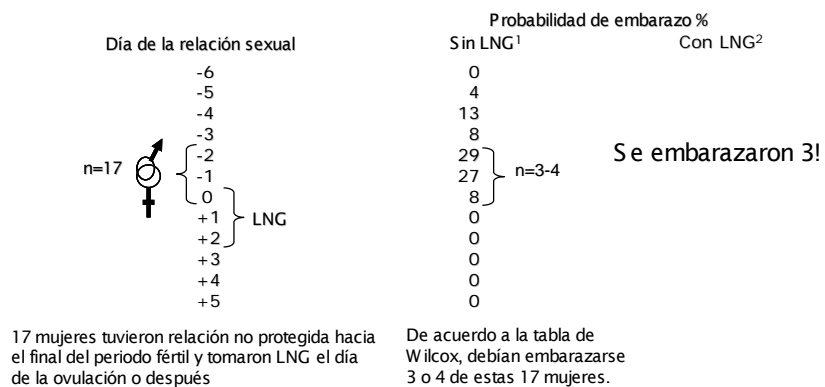 Probabilidad de embarazo %
Día de la relación sexual
Sin LNG¹
Con LNG²
-6 0
-5 4
-4 13
-3 8
-2 29
-1 27
0 8
+1 0
+2 0
+3 0
+4 0
+5 0
n=17
LNG
n=3-4
Se embarazaron 3!
17 mujeres tuvieron relación no protegida hacia
el final del periodo fértil y tomaron LNG el día
de la ovulación o después
De acuerdo a la tabla de
Wilcox, debían embarazarse
3 o 4 de estas 17 mujeres.